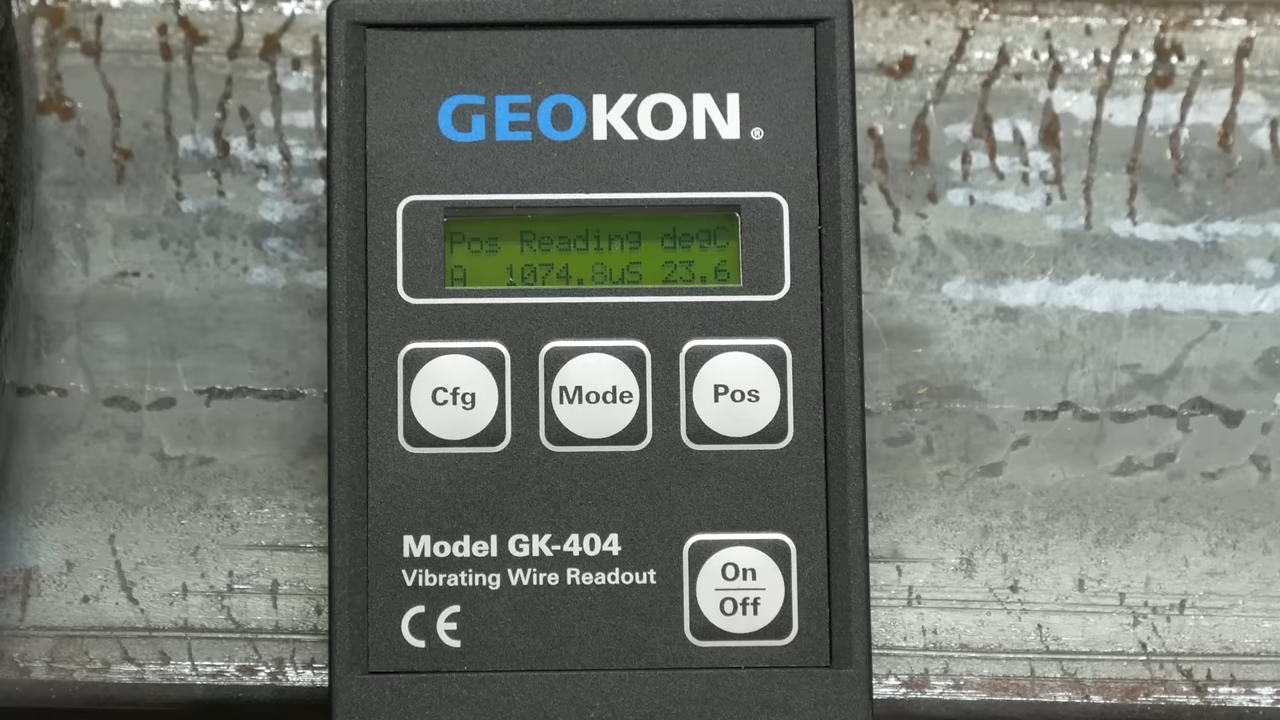 GEOKON®
Pos Reading degC
A 1074.8uS 23.6
Cfg
Mode
Pos
Model GK-404
Vibrating Wire Readout
CE
On
Off